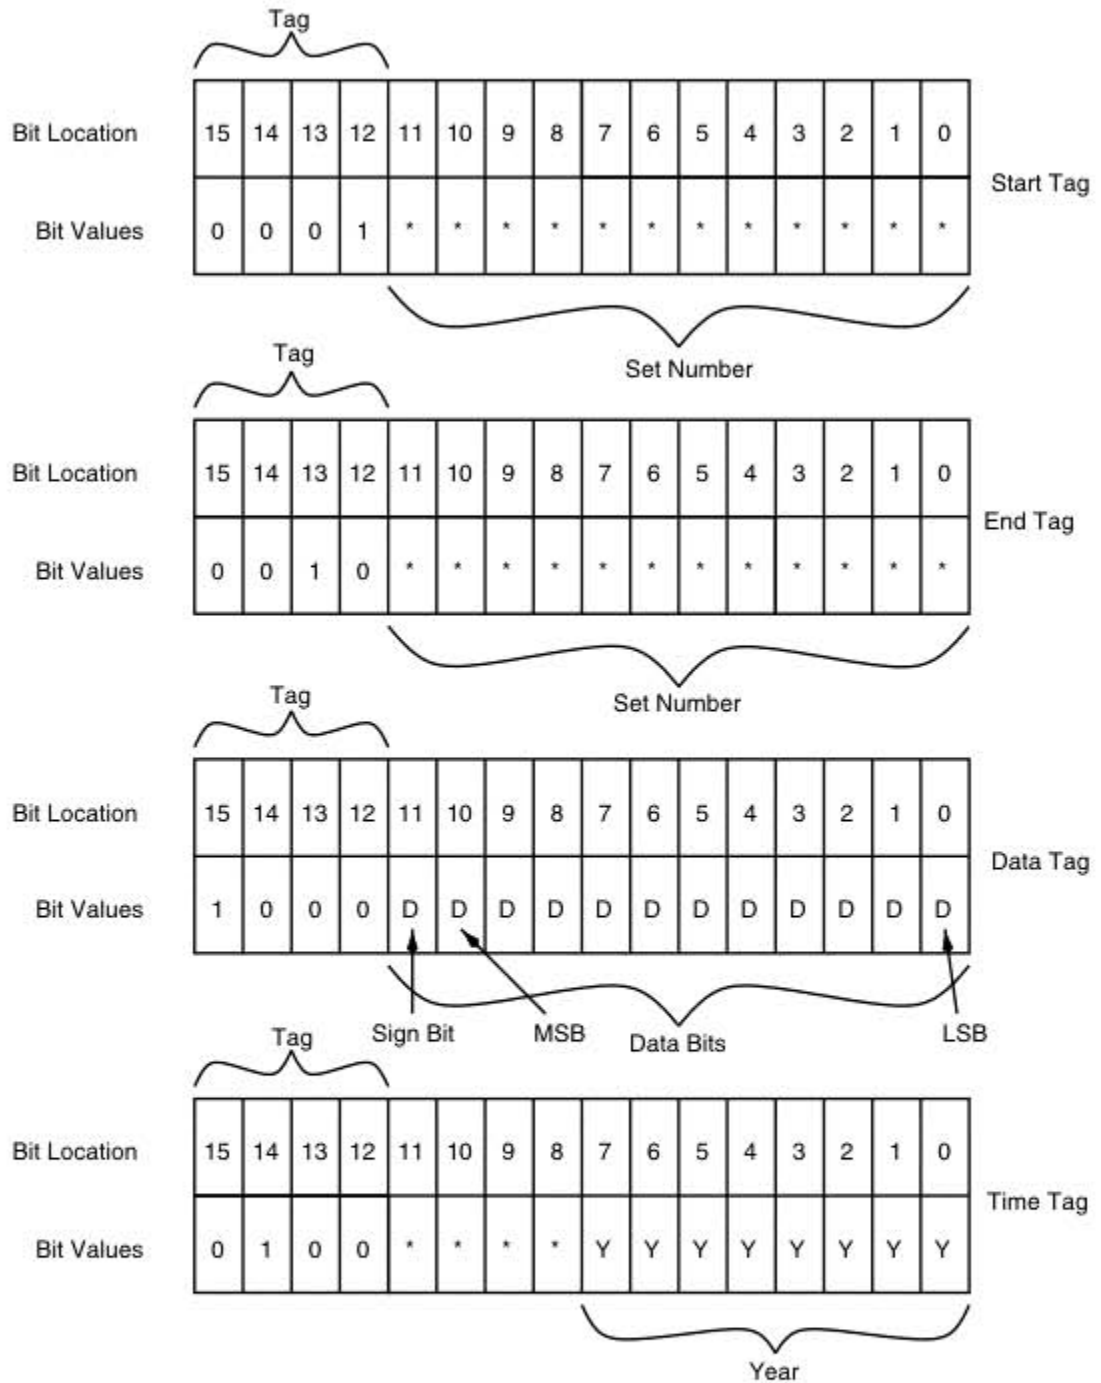 Tag
Bit Location 15 14 13 12 11 10 9 8 7 6 5 4 3 2 1 0
Start Tag
Bit Values 0 0 0 1 * * * * * * * * * * * *
Set Number
Tag
Bit Location 15 14 13 12 11 10 9 8 7 6 5 4 3 2 1 0
End Tag
Bit Values 0 0 1 0 * * * * * * * * * * * *
Set Number
Tag
Bit Location 15 14 13 12 11 10 9 8 7 6 5 4 3 2 1 0
Data Tag
Bit Values 1 0 0 0 D D D D D D D D D D D D
Sign Bit MSB Data Bits LSB
Tag
Bit Location 15 14 13 12 11 10 9 8 7 6 5 4 3 2 1 0
Time Tag
Bit Values 0 1 0 0 * * * * Y Y Y Y Y Y Y Y
Year